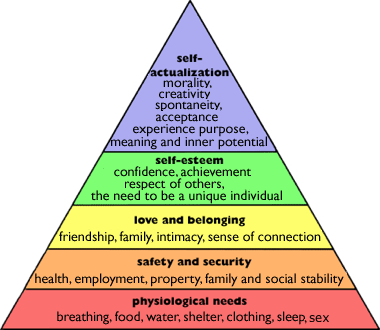 self-
actualization
morality,
creativity
spontaneity,
acceptance
experience purpose,
meaning and inner potential
self-esteem
confidence, achievement
respect of others,
the need to be a unique individual
love and belonging
friendship, family, intimacy, sense of connection
safety and security
health, employment, property, family and social stability
physiological needs
breathing, food, water, shelter, clothing, sleep, sex